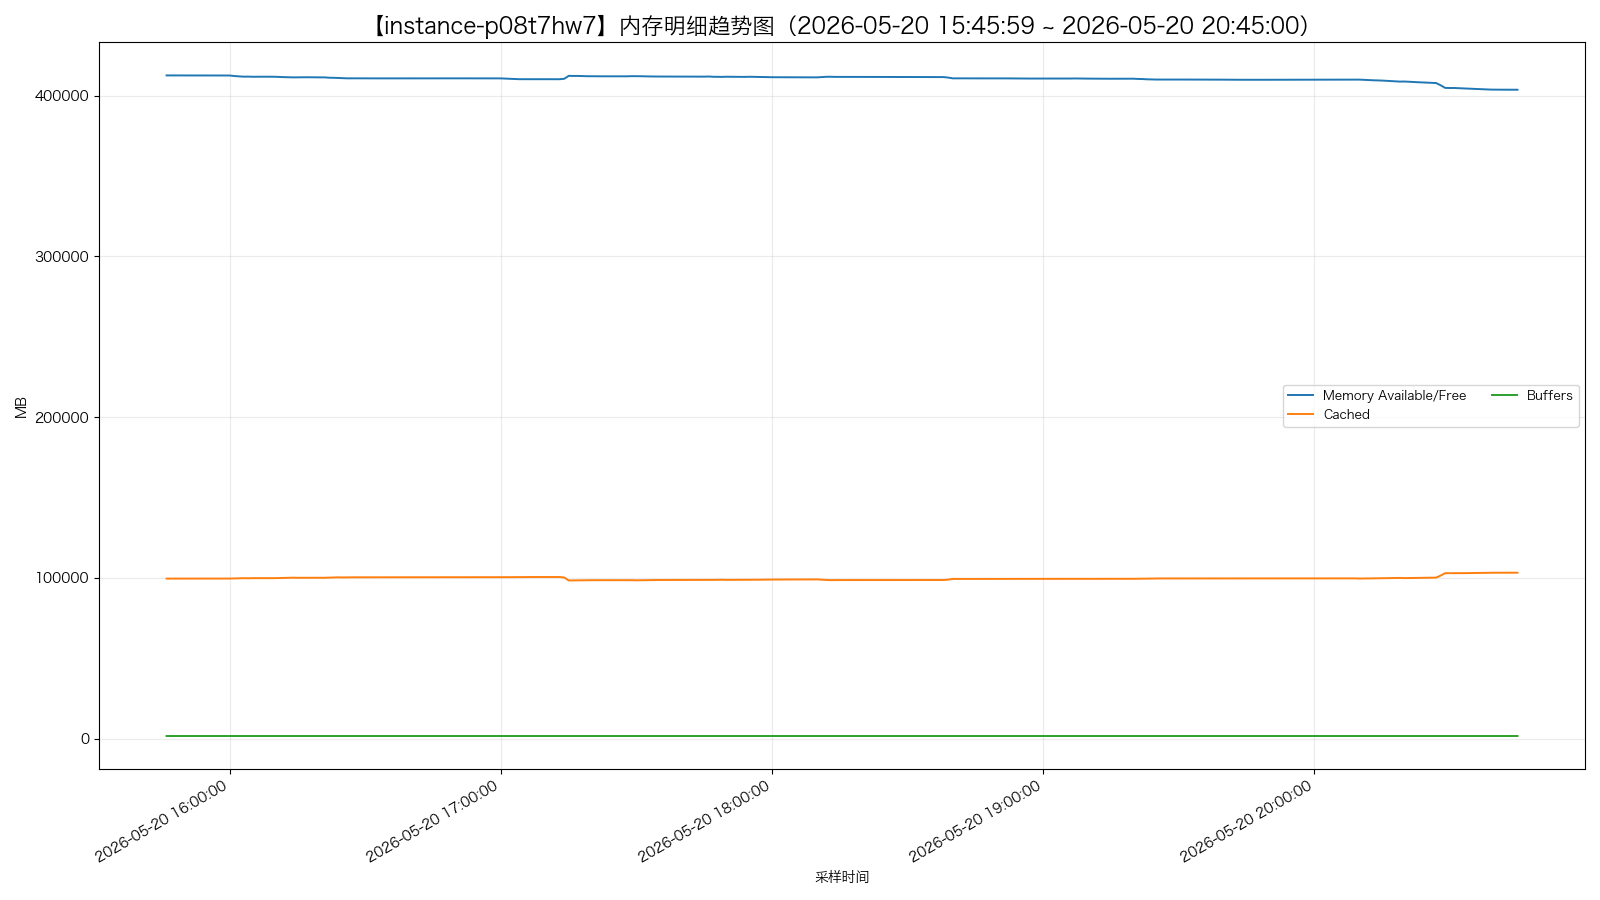 【instance-p08t7hw7】内存明细趋势图（2026-05-20 15:45:59 ~ 2026-05-20 20:45:00）
400000
300000
200000
100000
0
MB
Memory Available/Free
Cached
Buffers
2026-05-20 16:00:00
2026-05-20 17:00:00
2026-05-20 18:00:00
2026-05-20 19:00:00
2026-05-20 20:00:00
采样时间